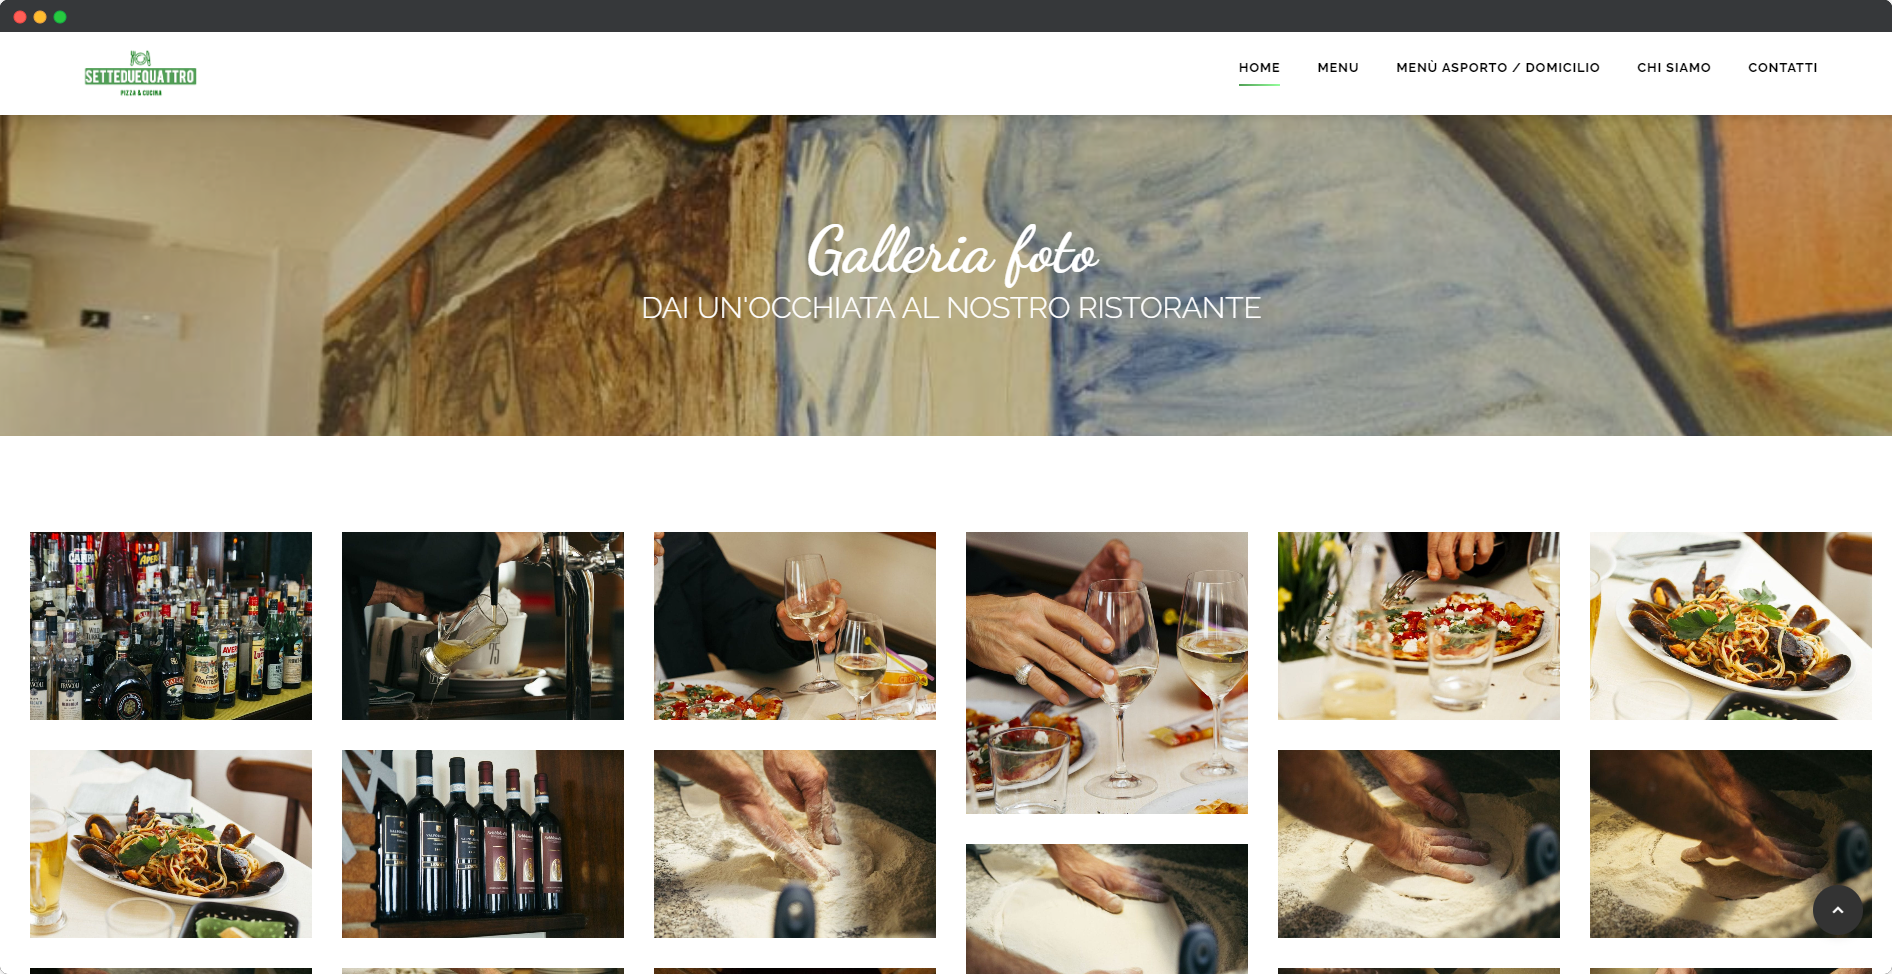 SETTEDUEQUATTRO
PIZZA & CUCINA
HOME
MENU
MENÙ ASPORTO / DOMICILIO
CHI SIAMO
CONTATTI
Galleria foto
DAI UN'OCCHIATA AL NOSTRO RISTORANTE